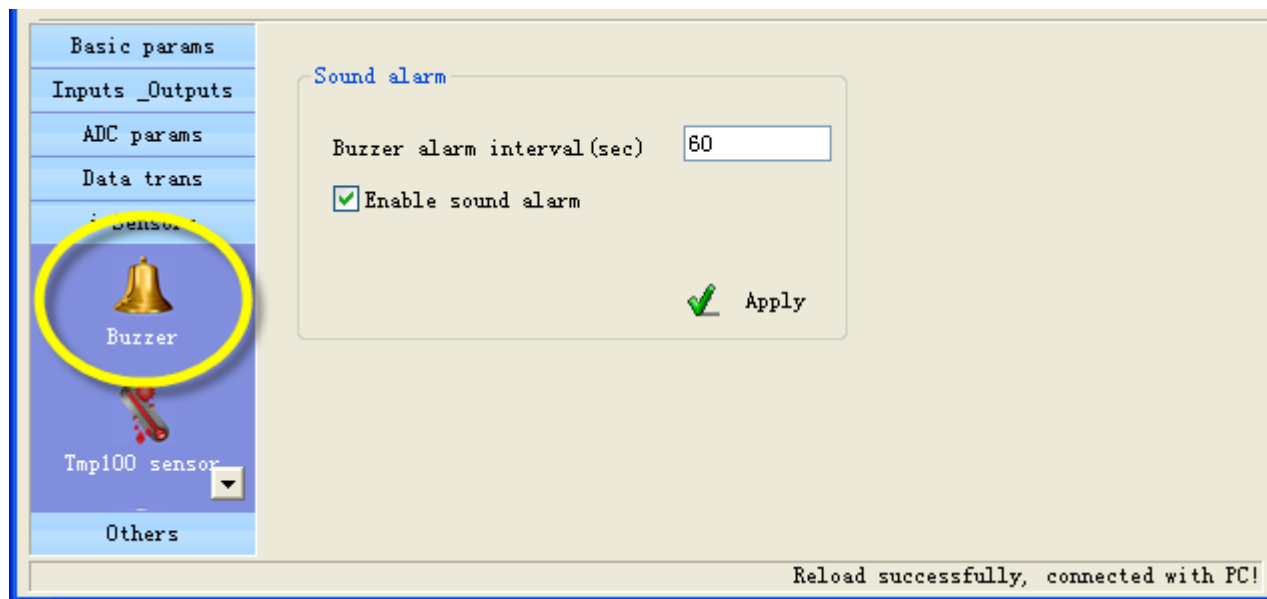 Basic params
Inputs _Outputs
ADC params
Data trans
Buzzer
Tmp100 sensor
Others
Sound alarm
Buzzer alarm interval(sec)
60
Enable sound alarm
Apply
Reload successfully, connected with PC!